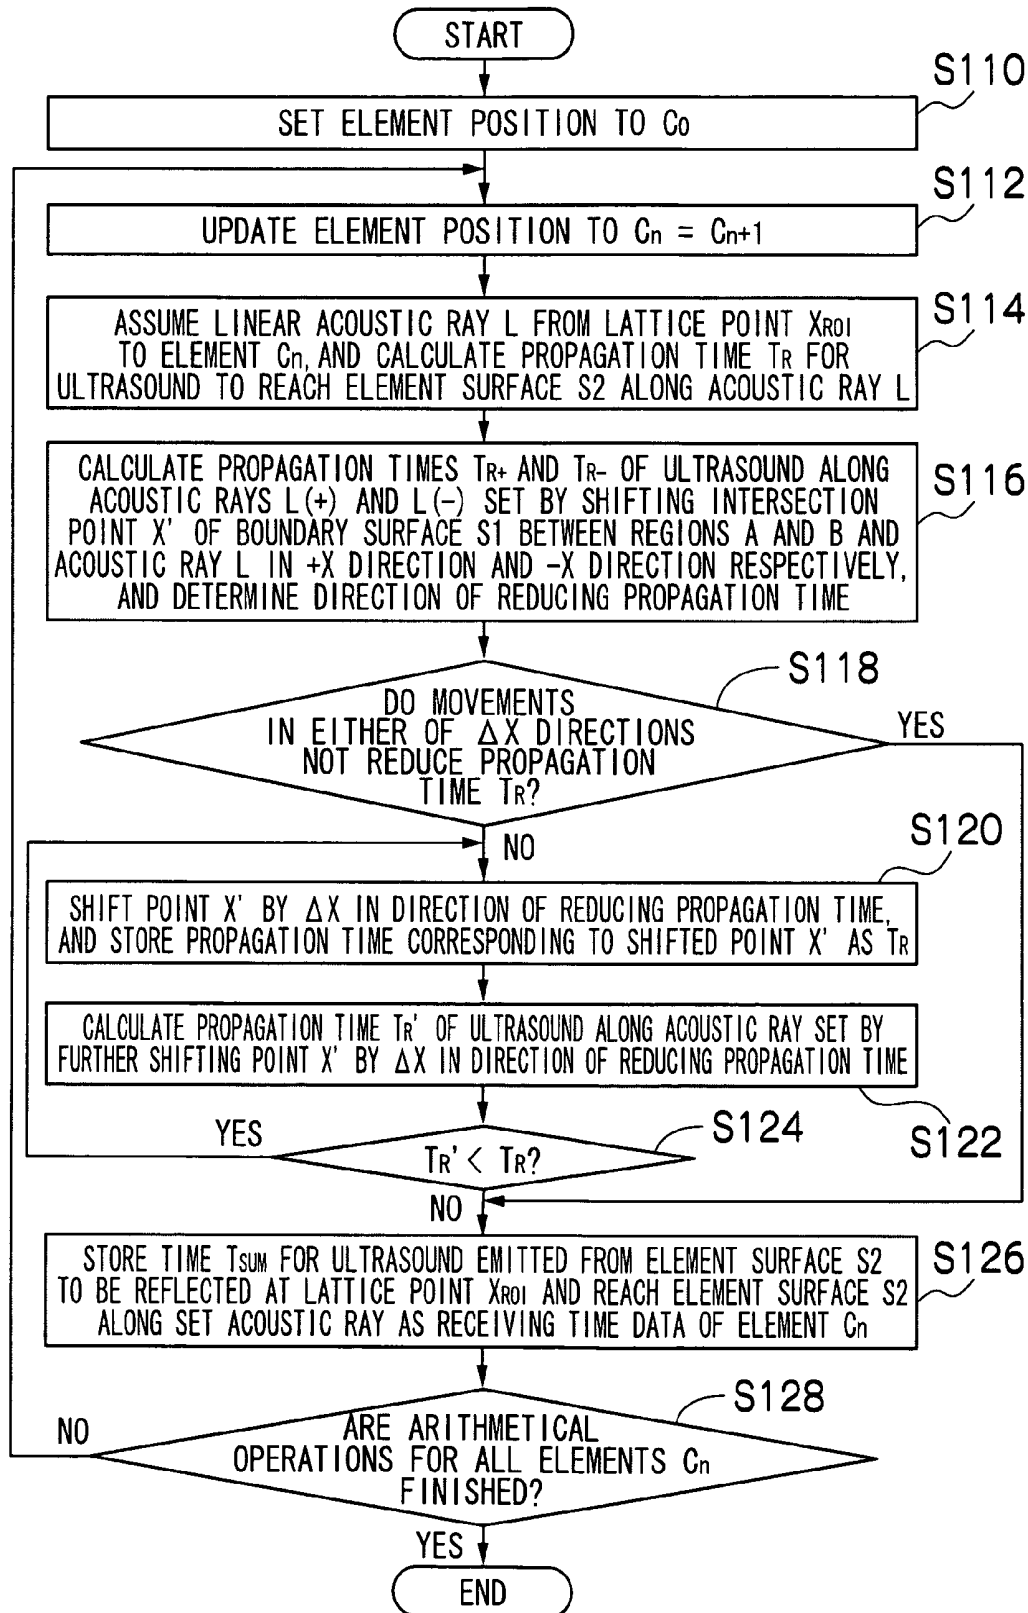 START
S110
SET ELEMENT POSITION TO C0
S112
UPDATE ELEMENT POSITION TO Cn = Cn+1
S114
ASSUME LINEAR ACOUSTIC RAY L FROM LATTICE POINT XROI
TO ELEMENT Cn, AND CALCULATE PROPAGATION TIME TR FOR
ULTRASOUND TO REACH ELEMENT SURFACE S2 ALONG ACOUSTIC RAY L
S116
CALCULATE PROPAGATION TIMES TR+ AND TR- OF ULTRASOUND ALONG
ACOUSTIC RAYS L(+) AND L(-) SET BY SHIFTING INTERSECTION
POINT X' OF BOUNDARY SURFACE S1 BETWEEN REGIONS A AND B AND
ACOUSTIC RAY L IN +X DIRECTION AND -X DIRECTION RESPECTIVELY,
AND DETERMINE DIRECTION OF REDUCING PROPAGATION TIME
S118
DO MOVEMENTS
IN EITHER OF ΔX DIRECTIONS
NOT REDUCE PROPAGATION
TIME TR?
YES
NO
S120
SHIFT POINT X' BY ΔX IN DIRECTION OF REDUCING PROPAGATION TIME,
AND STORE PROPAGATION TIME CORRESPONDING TO SHIFTED POINT X' AS TR
CALCULATE PROPAGATION TIME TR' OF ULTRASOUND ALONG ACOUSTIC RAY SET BY
FURTHER SHIFTING POINT X' BY ΔX IN DIRECTION OF REDUCING PROPAGATION TIME
S122
YES
S124
TR' < TR?
NO
S126
STORE TIME TSUM FOR ULTRASOUND EMITTED FROM ELEMENT SURFACE S2
TO BE REFLECTED AT LATTICE POINT XROI AND REACH ELEMENT SURFACE S2
ALONG SET ACOUSTIC RAY AS RECEIVING TIME DATA OF ELEMENT Cn
S128
NO
ARE ARITHMETICAL
OPERATIONS FOR ALL ELEMENTS Cn
FINISHED?
YES
END